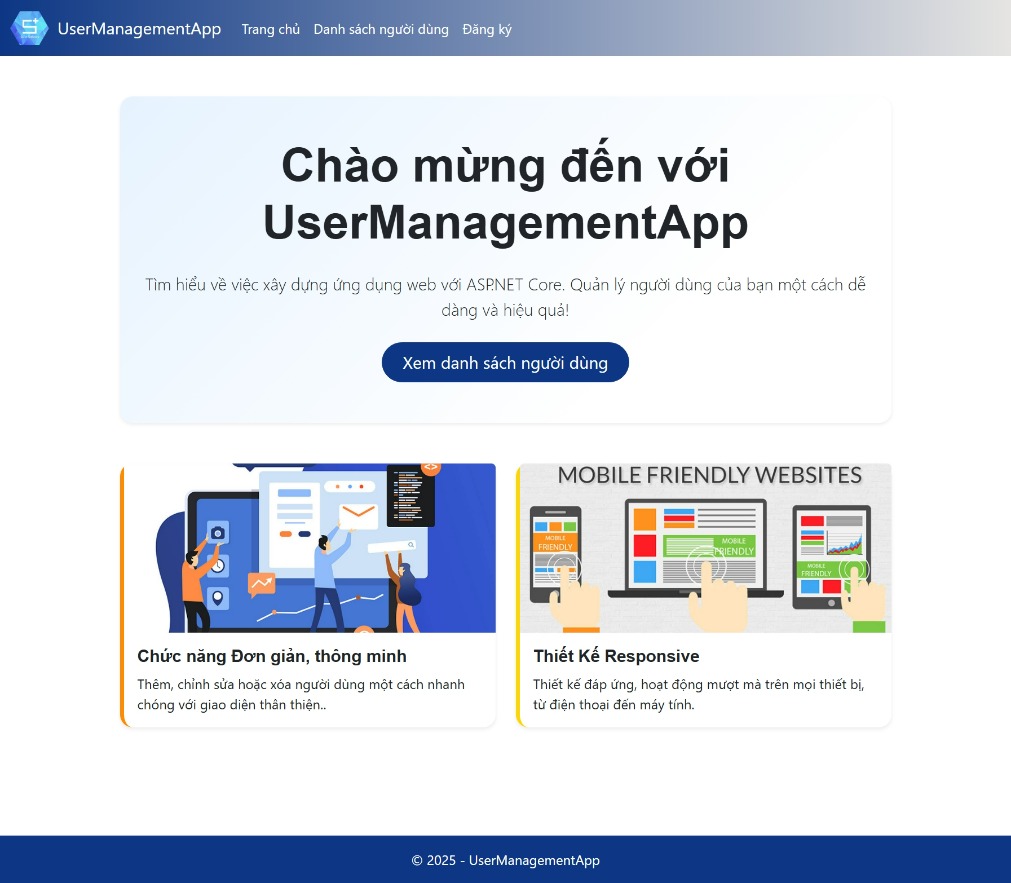 UserManagementApp Trang chủ Danh sách người dùng Đăng ký
Chào mừng đến với
UserManagementApp
Tìm hiểu về việc xây dựng ứng dụng web với ASP.NET Core. Quản lý người dùng của bạn một cách dễ
dàng và hiệu quả!
Xem danh sách người dùng
MOBILE FRIENDLY WEBSITES
MOBILE
FRIENDLY
MOBILE
FRIENDLY
MOBILE
FRIENDLY
Chức năng Đơn giản, thông minh
Thêm, chỉnh sửa hoặc xóa người dùng một cách nhanh
chóng với giao diện thân thiện..
Thiết Kế Responsive
Thiết kế đáp ứng, hoạt động mượt mà trên mọi thiết bị,
từ điện thoại đến máy tính.
© 2025 - UserManagementApp